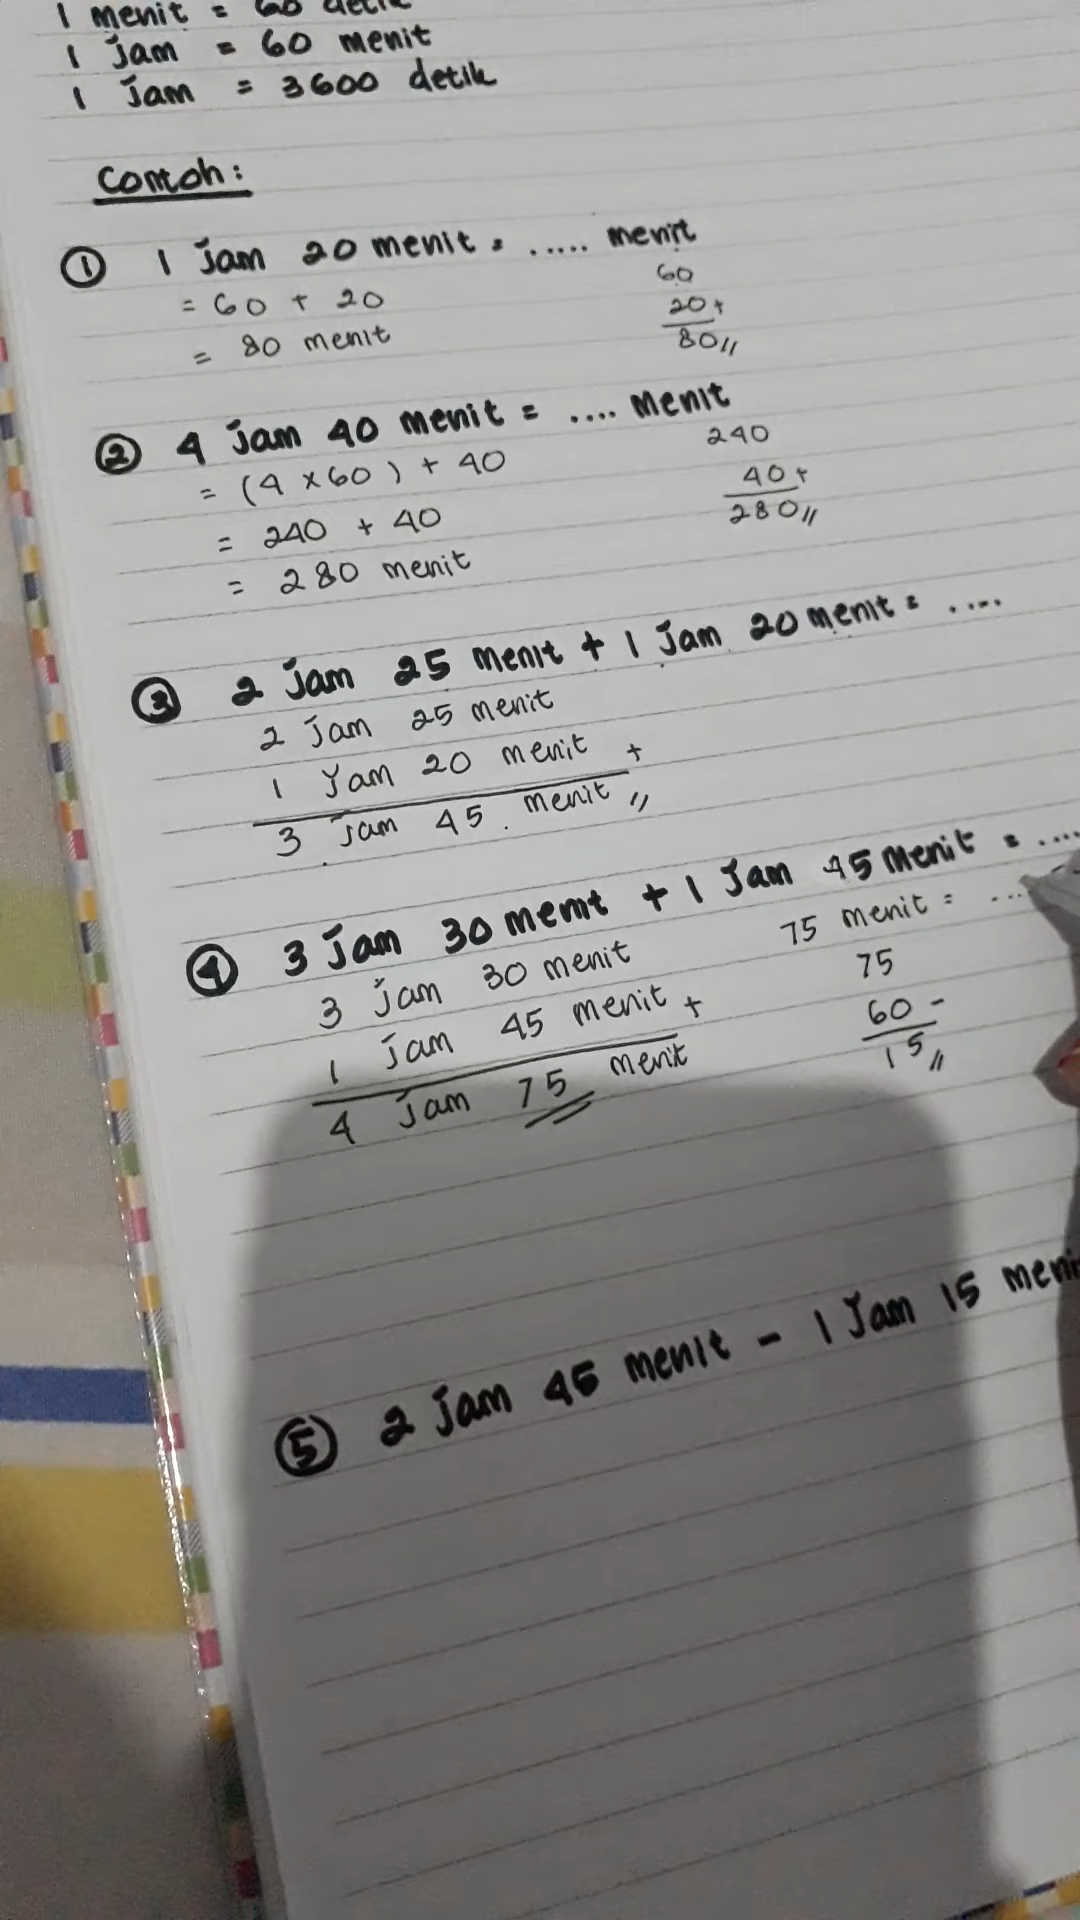 1 menit = 60 detik
1 jam = 60 menit
1 Jam = 3600 detik
Contoh:
① 1 Jam 20 menit = ..... menit
= 60 + 20
60
= 80 menit
20 +
80 //
② 4 jam 40 menit = .... Menit
= (4 x 60) + 40
240
= 240 + 40
40 +
= 280 menit
280 //
③ 2 Jam 25 Menit + 1 Jam 20 menit = ....
2 Jam 25 menit
1 Jam 20 menit +
3 Jam 45 menit //
④ 3 Jam 30 menit + 1 Jam 45 Menit = ....
3 jam 30 menit
75 menit = ....
1 jam 45 menit +
75
4 Jam 75 menit
60 -
15 //
⑤ 2 Jam 45 menit - 1 Jam 15 meni